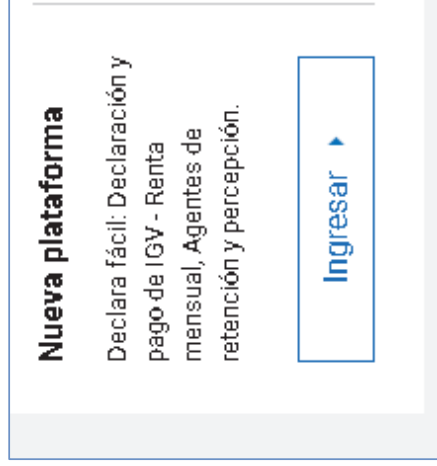 Nueva plataforma
Declara fácil: Declaración y
pago de IGV - Renta
mensual, Agentes de
retención y percepción.
Ingresar